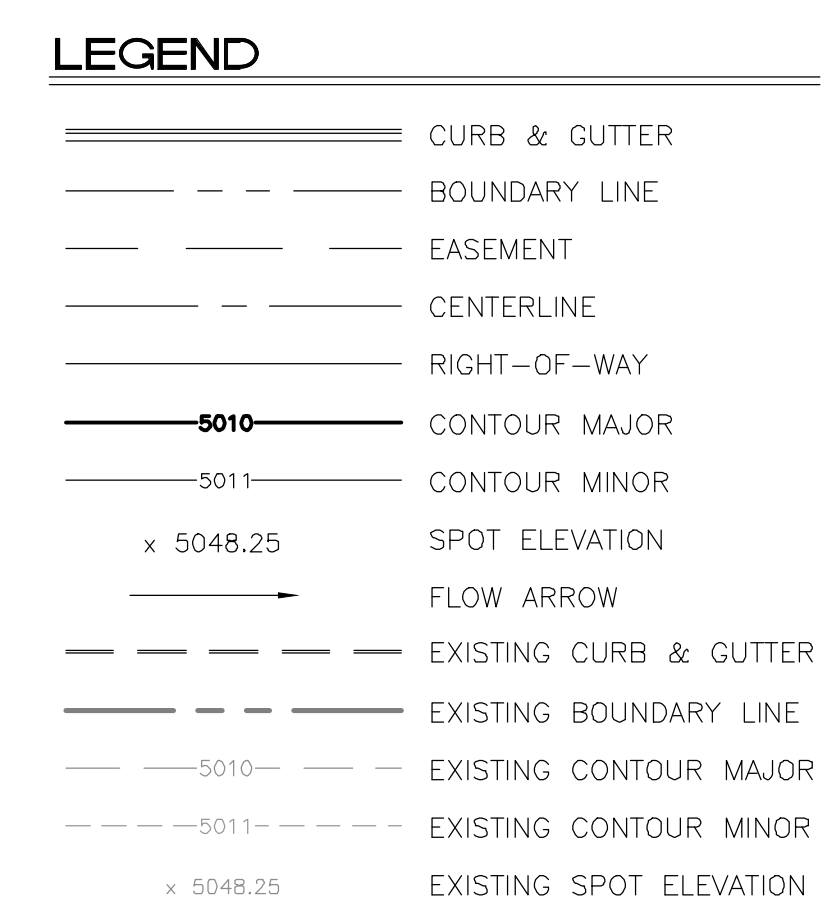 LEGEND
CURB & GUTTER
BOUNDARY LINE
EASEMENT
CENTERLINE
RIGHT-OF-WAY
5010 CONTOUR MAJOR
5011 CONTOUR MINOR
x 5048.25 SPOT ELEVATION
FLOW ARROW
EXISTING CURB & GUTTER
EXISTING BOUNDARY LINE
5010 EXISTING CONTOUR MAJOR
5011 EXISTING CONTOUR MINOR
x 5048.25 EXISTING SPOT ELEVATION